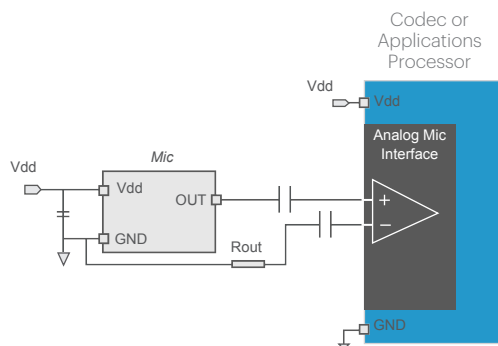 Codec or
Applications
Processor
Vdd
Vdd
Analog Mic
Interface
Mic
Vdd
Vdd
OUT
+
−
GND
Rout
GND